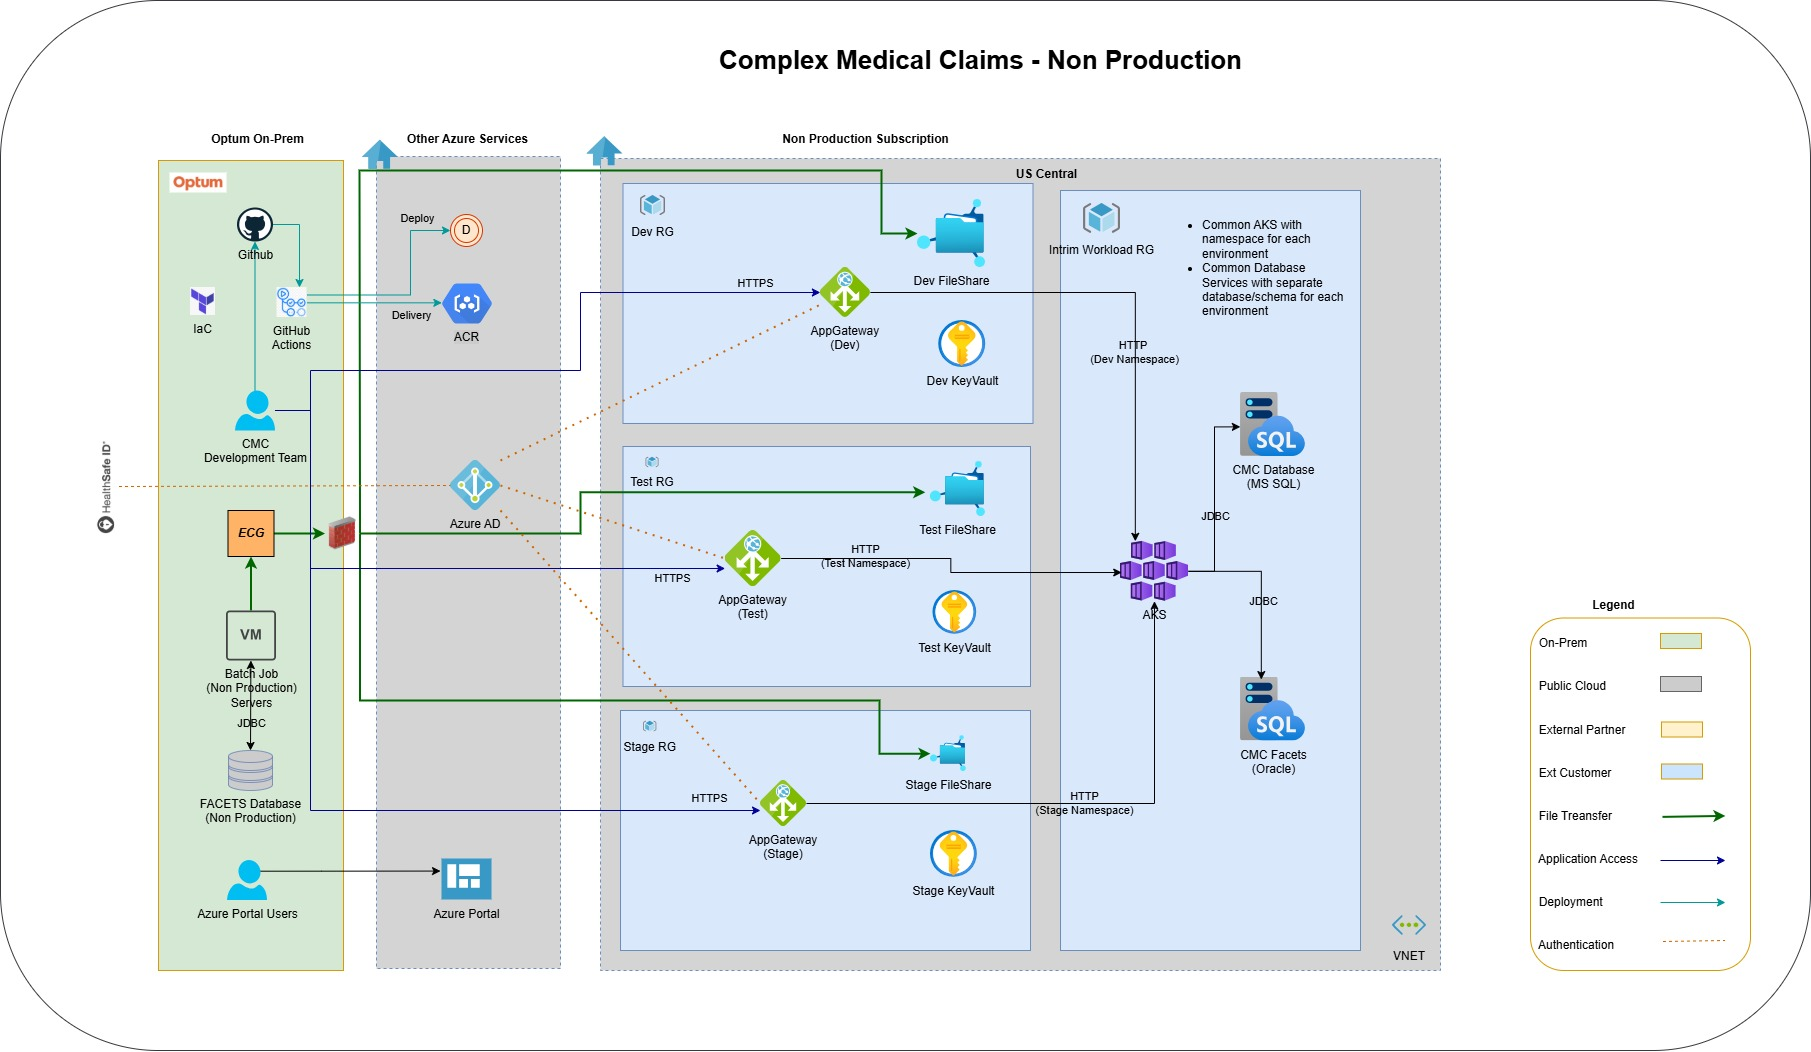 Complex Medical Claims - Non Production
Optum On-Prem
Other Azure Services
Non Production Subscription
US Central
Optum
Github
IaC
GitHub
Actions
CMC
Development Team
HealthSafe ID
ECG
VM
Batch Job
(Non Production)
Servers
JDBC
FACETS Database
(Non Production)
Azure Portal Users
Deploy
D
Delivery
ACR
Azure AD
Azure Portal
Dev RG
Dev FileShare
HTTPS
AppGateway
(Dev)
Dev KeyVault
Test RG
Test FileShare
HTTP
(Test Namespace)
HTTPS
AppGateway
(Test)
Test KeyVault
Stage RG
Stage FileShare
HTTPS
AppGateway
(Stage)
Stage KeyVault
Intrim Workload RG
• Common AKS with
namespace for each
environment
• Common Database
Services with separate
database/schema for each
environment
HTTP
(Dev Namespace)
SQL
CMC Database
(MS SQL)
JDBC
AKS
JDBC
SQL
CMC Facets
(Oracle)
HTTP
(Stage Namespace)
VNET
Legend
On-Prem
Public Cloud
External Partner
Ext Customer
File Treansfer
Application Access
Deployment
Authentication